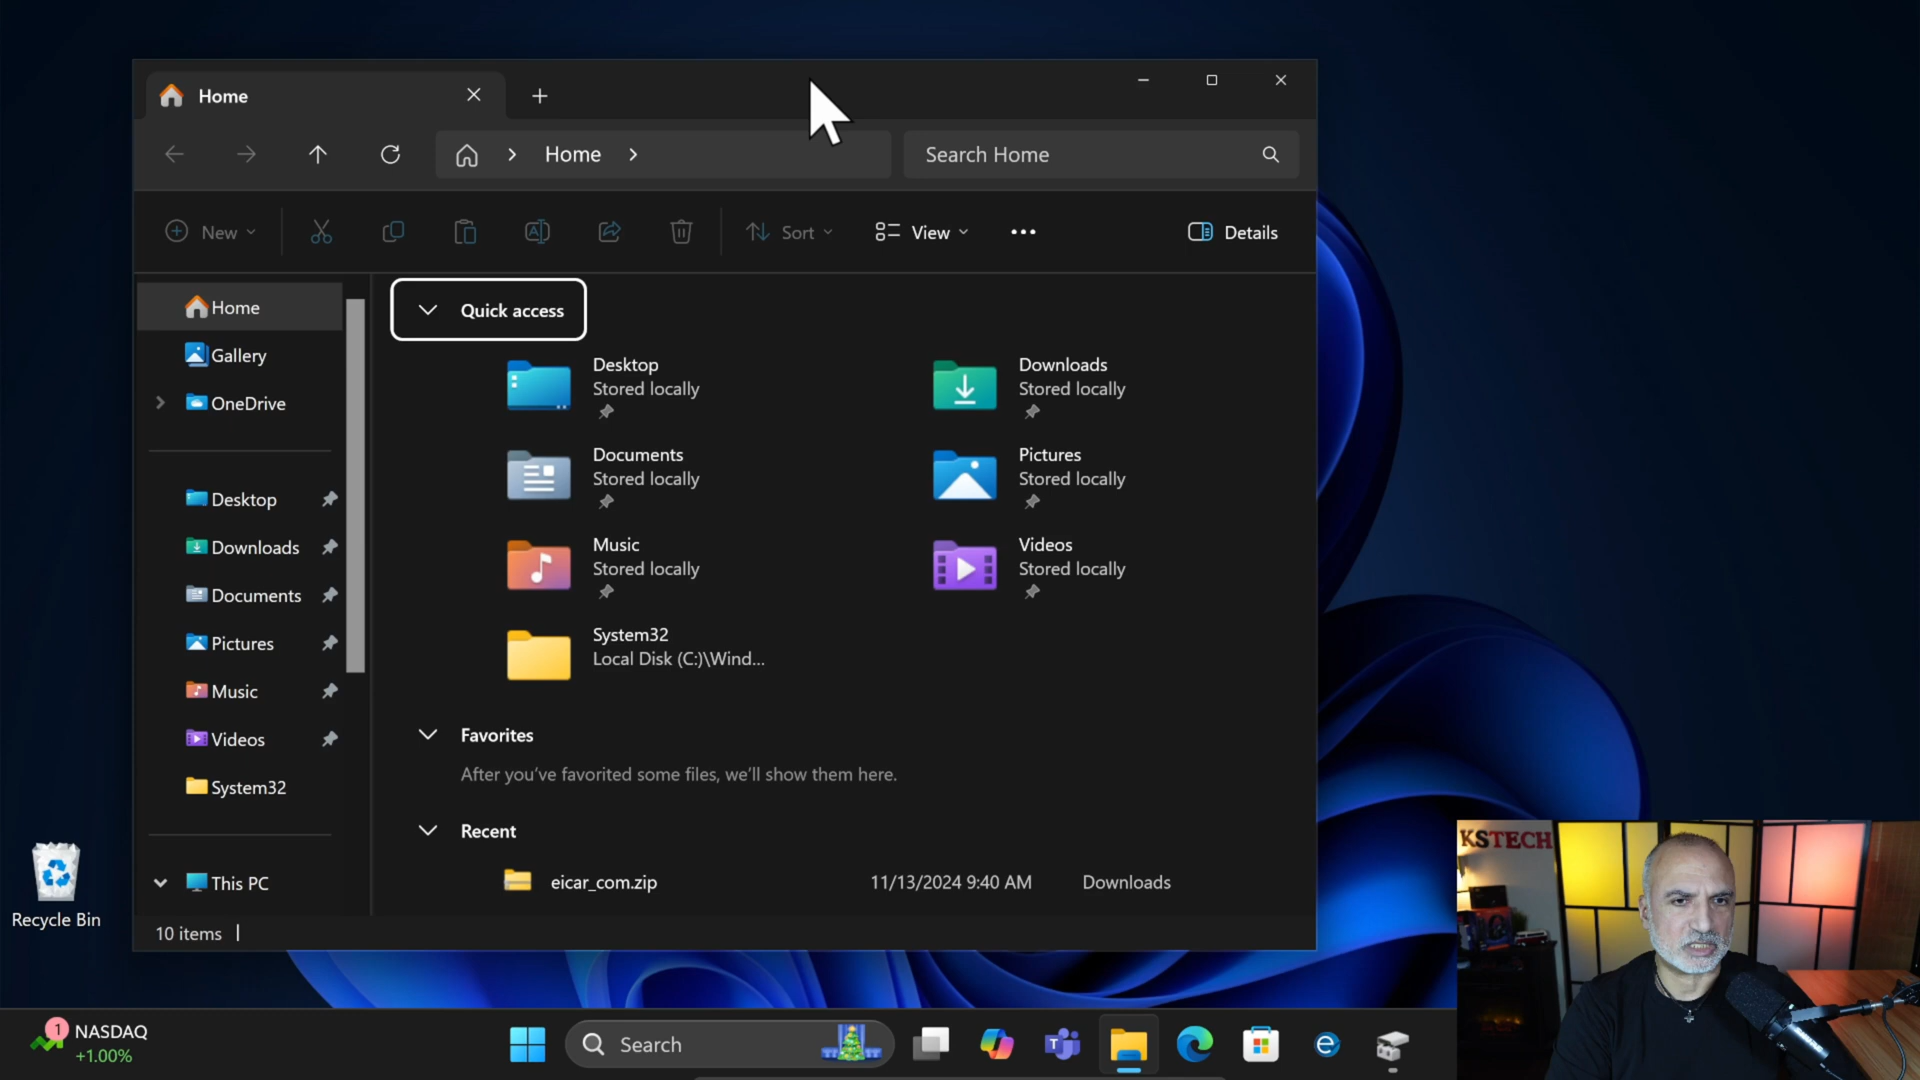 Home
Home
Search Home
New
Sort
View
Details
Home
Gallery
OneDrive
Desktop
Downloads
Documents
Pictures
Music
Videos
System32
This PC
Quick access
Desktop
Stored locally
Downloads
Stored locally
Documents
Stored locally
Pictures
Stored locally
Music
Stored locally
Videos
Stored locally
System32
Local Disk (C:)\Wind...
Favorites
After you've favorited some files, we'll show them here.
Recent
eicar_com.zip 11/13/2024 9:40 AM Downloads
10 items
Recycle Bin
KSTECH
1
NASDAQ
+1.00%
Search